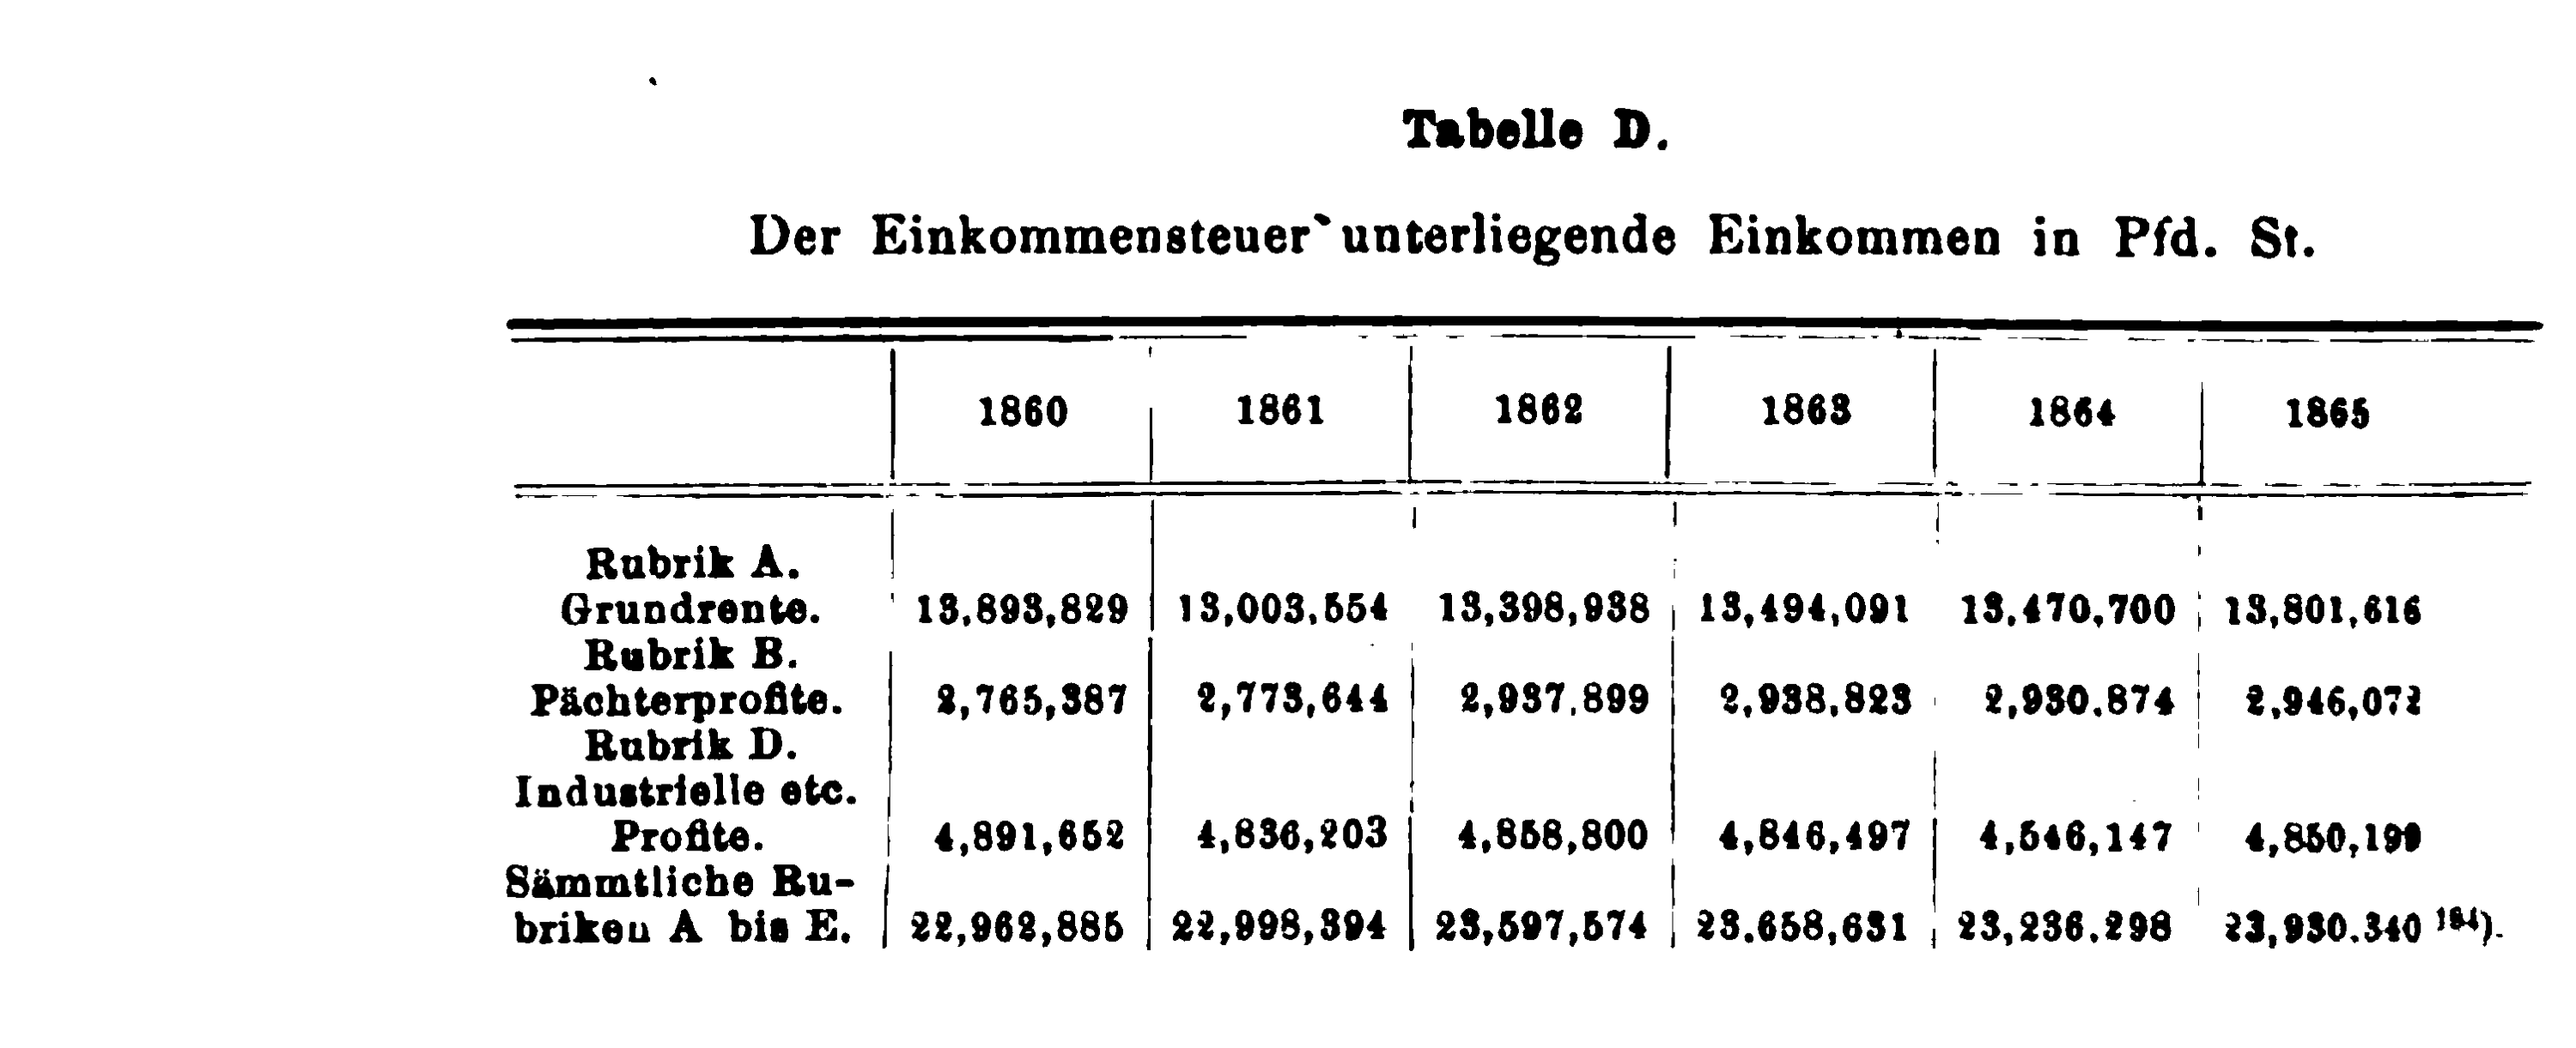 Tabelle D.
Der Einkommensteuer unterliegende Einkommen in Pfd. St.
1860 1861 1862 1863 1864 1865
Rubrik A.
Grundrente. 13,893,829 13,003,554 13,398,938 13,494,091 13,470,700 13,801,616
Rubrik B.
Pächterprofite. 2,765,387 2,773,644 2,937,899 2,938,823 2,930,874 2,946,072
Rubrik D.
Industrielle etc.
Profite. 4,891,652 4,836,203 4,858,800 4,846,497 4,546,147 4,850,199
Sämmtliche Ru-
briken A bis E. 22,962,885 22,998,394 23,597,574 23,658,631 23,236,298 23,930,340 184).